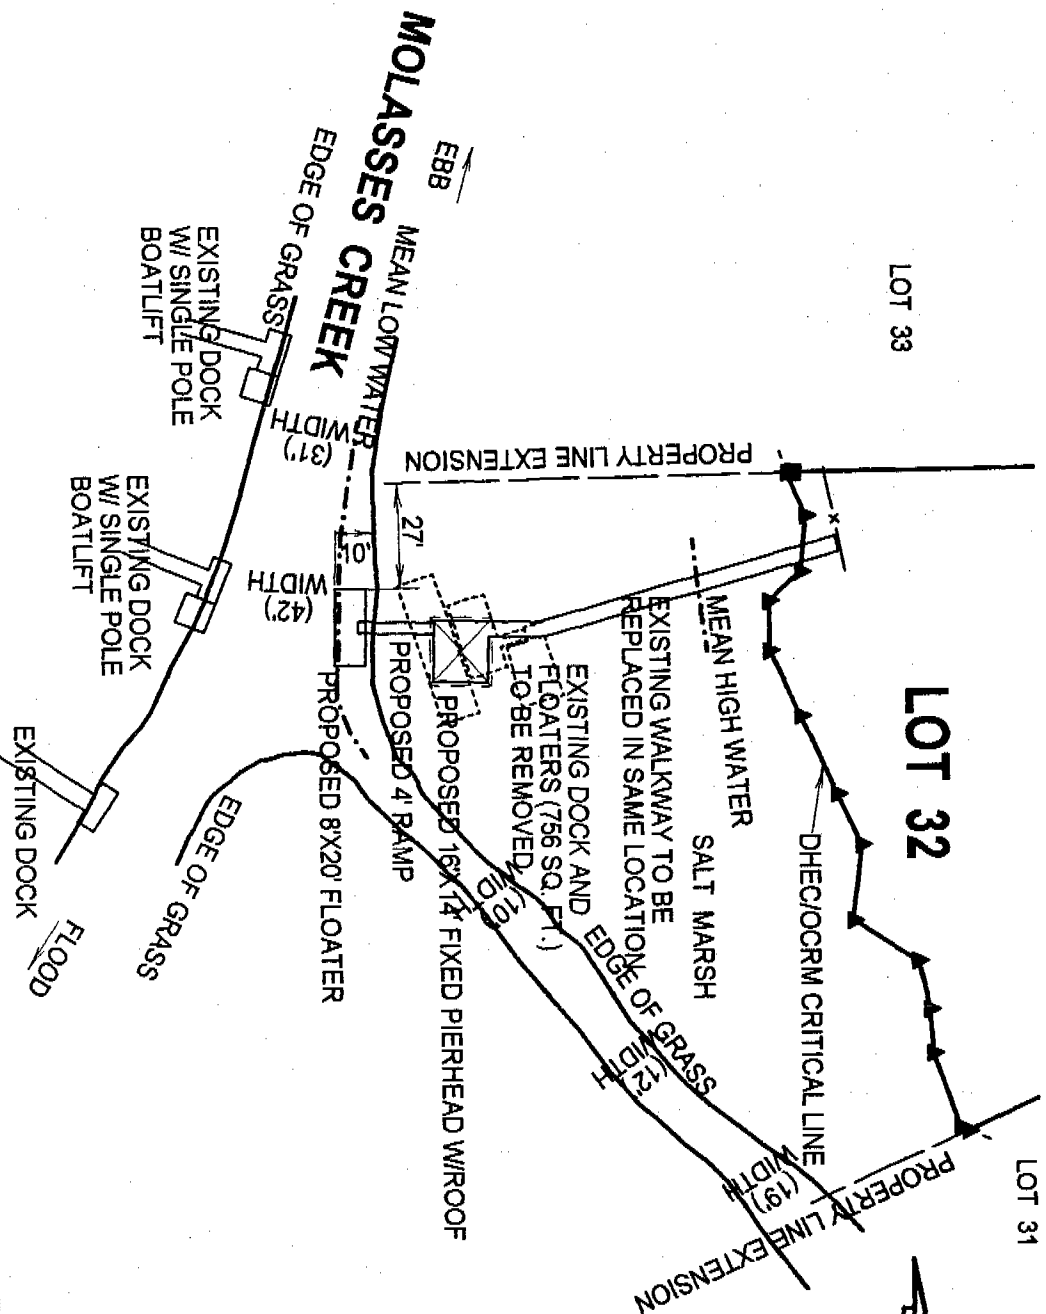 MOLASSES CREEK
EBB
EDGE OF GRASS
MEAN LOW WATER
LOT 33
EXISTING DOCK
W/ SINGLE POLE
BOATLIFT
WIDTH
(31')
PROPERTY LINE EXTENSION
EXISTING DOCK
W/ SINGLE POLE
BOATLIFT
WIDTH
(42')
10'
27'
x
LOT 32
MEAN HIGH WATER
EXISTING WALKWAY TO BE
REPLACED IN SAME LOCATION
EXISTING DOCK AND
FLOATERS (756 SQ. FT.)
TO BE REMOVED
PROPOSED 16'X14' FIXED PIERHEAD W/ROOF
PROPOSED 4' RAMP
PROPOSED 8'X20' FLOATER
SALT MARSH
DHEC/OCRM CRITICAL LINE
EXISTING DOCK
FLOOD
EDGE OF GRASS
WIDTH
(10')
EDGE OF GRASS
WIDTH
(12')
WIDTH
(19')
PROPERTY LINE EXTENSION
LOT 31